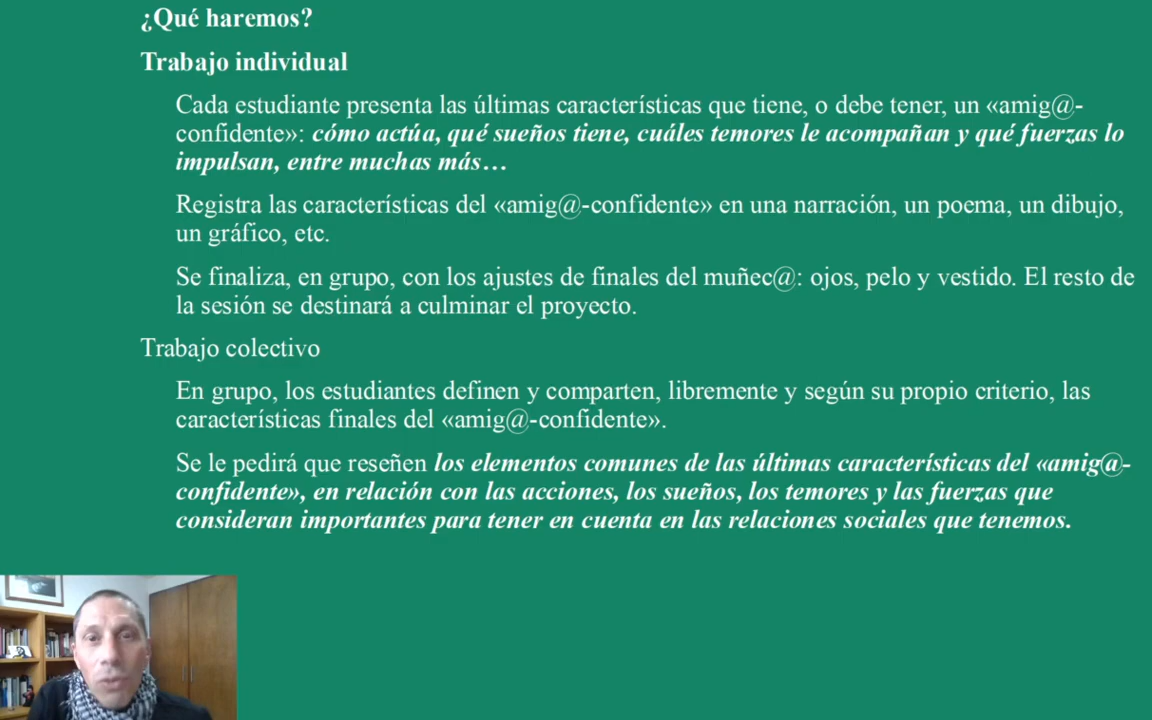 ¿Qué haremos?
Trabajo individual
Cada estudiante presenta las últimas características que tiene, o debe tener, un «amig@-
confidente»: cómo actúa, qué sueños tiene, cuáles temores le acompañan y qué fuerzas lo
impulsan, entre muchas más…
Registra las características del «amig@-confidente» en una narración, un poema, un dibujo,
un gráfico, etc.
Se finaliza, en grupo, con los ajustes de finales del muñec@: ojos, pelo y vestido. El resto de
la sesión se destinará a culminar el proyecto.
Trabajo colectivo
En grupo, los estudiantes definen y comparten, libremente y según su propio criterio, las
características finales del «amig@-confidente».
Se le pedirá que reseñen los elementos comunes de las últimas características del «amig@-
confidente», en relación con las acciones, los sueños, los temores y las fuerzas que
consideran importantes para tener en cuenta en las relaciones sociales que tenemos.